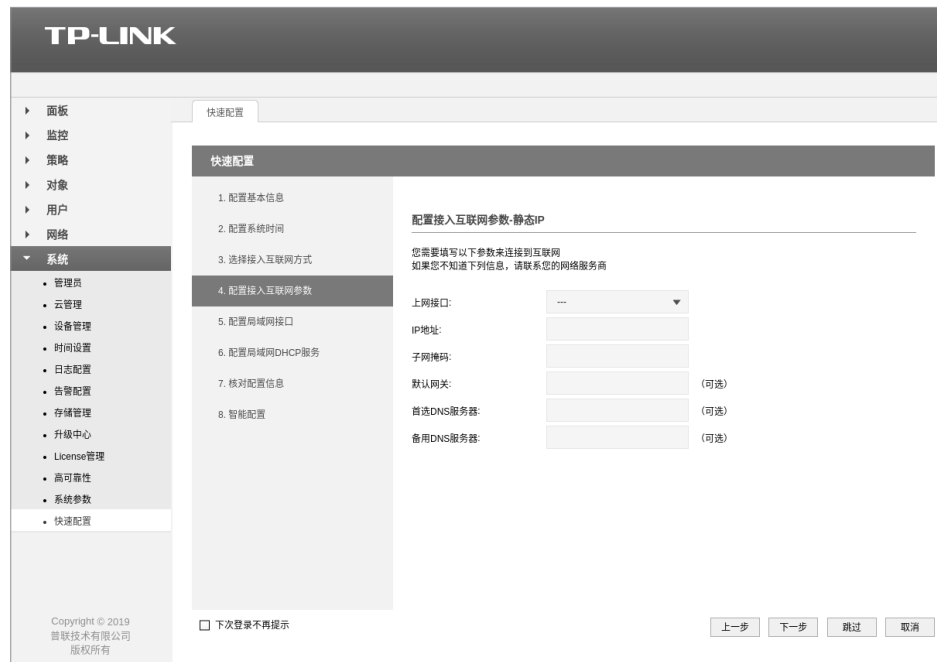 TP-LINK
面板
监控
策略
对象
用户
网络
系统
管理员
云管理
设备管理
时间设置
日志配置
告警配置
存储管理
升级中心
License管理
高可靠性
系统参数
快速配置
Copyright © 2019
普联技术有限公司
版权所有
快速配置
快速配置
1. 配置基本信息
2. 配置系统时间
3. 选择接入互联网方式
4. 配置接入互联网参数
5. 配置局域网接口
6. 配置局域网DHCP服务
7. 核对配置信息
8. 智能配置
配置接入互联网参数-静态IP
您需要填写以下参数来连接到互联网
如果您不知道下列信息，请联系您的网络服务商
上网接口: ---
IP地址:
子网掩码:
默认网关: （可选）
首选DNS服务器: （可选）
备用DNS服务器: （可选）
下次登录不再提示
上一步 下一步 跳过 取消